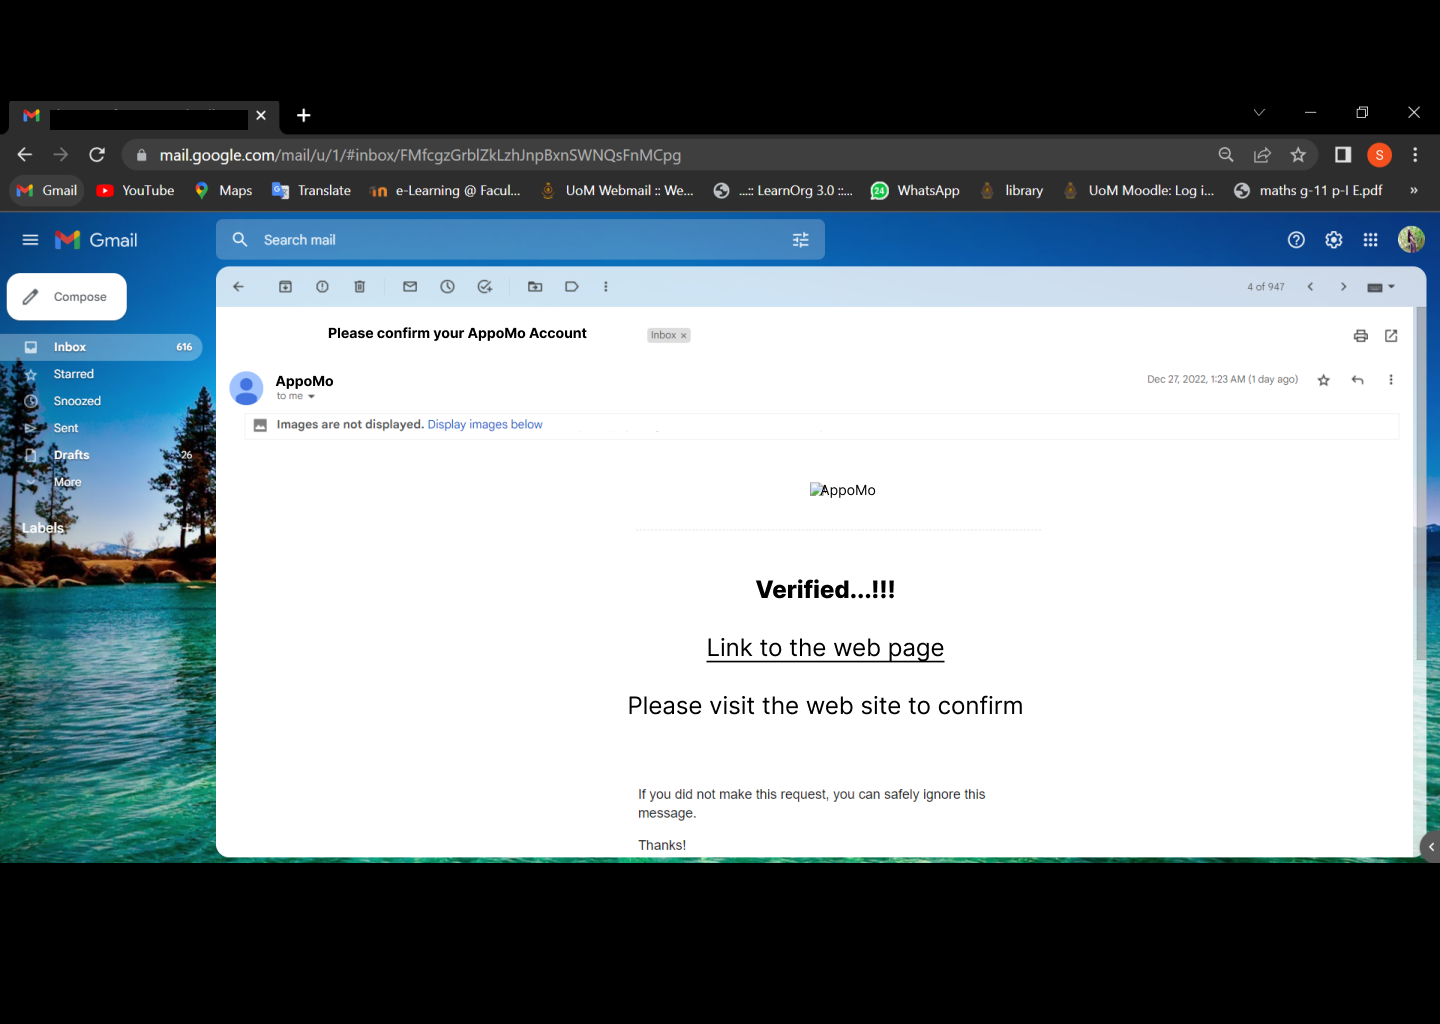 mail.google.com/mail/u/1/#inbox/FMfcgzGrblZkLzhJnpBxnSWNQsFnMCpg
S
Gmail
YouTube
Maps
Translate
e-Learning @ Facul...
UoM Webmail :: We...
...:: LearnOrg 3.0 ::...
24
WhatsApp
library
UoM Moodle: Log i...
maths g-11 p-I E.pdf
»
Gmail
Search mail
Compose
4 of 947
Inbox 616
Starred
Snoozed
Sent
Drafts 26
More
Labels +
Please confirm your AppoMo Account
Inbox ×
AppoMo
to me
Dec 27, 2022, 1:23 AM (1 day ago)
Images are not displayed. Display images below
AppoMo
Verified...!!!
Link to the web page
Please visit the web site to confirm
If you did not make this request, you can safely ignore this
message.
Thanks!